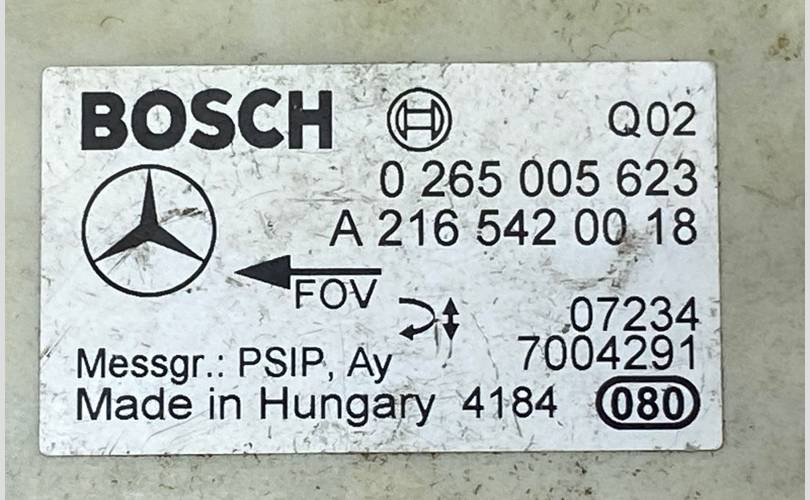 BOSCH Q02
0 265 005 623
A 216 542 00 18
FOV
07234
7004291
Messgr.: PSIP, Ay
Made in Hungary 4184 080